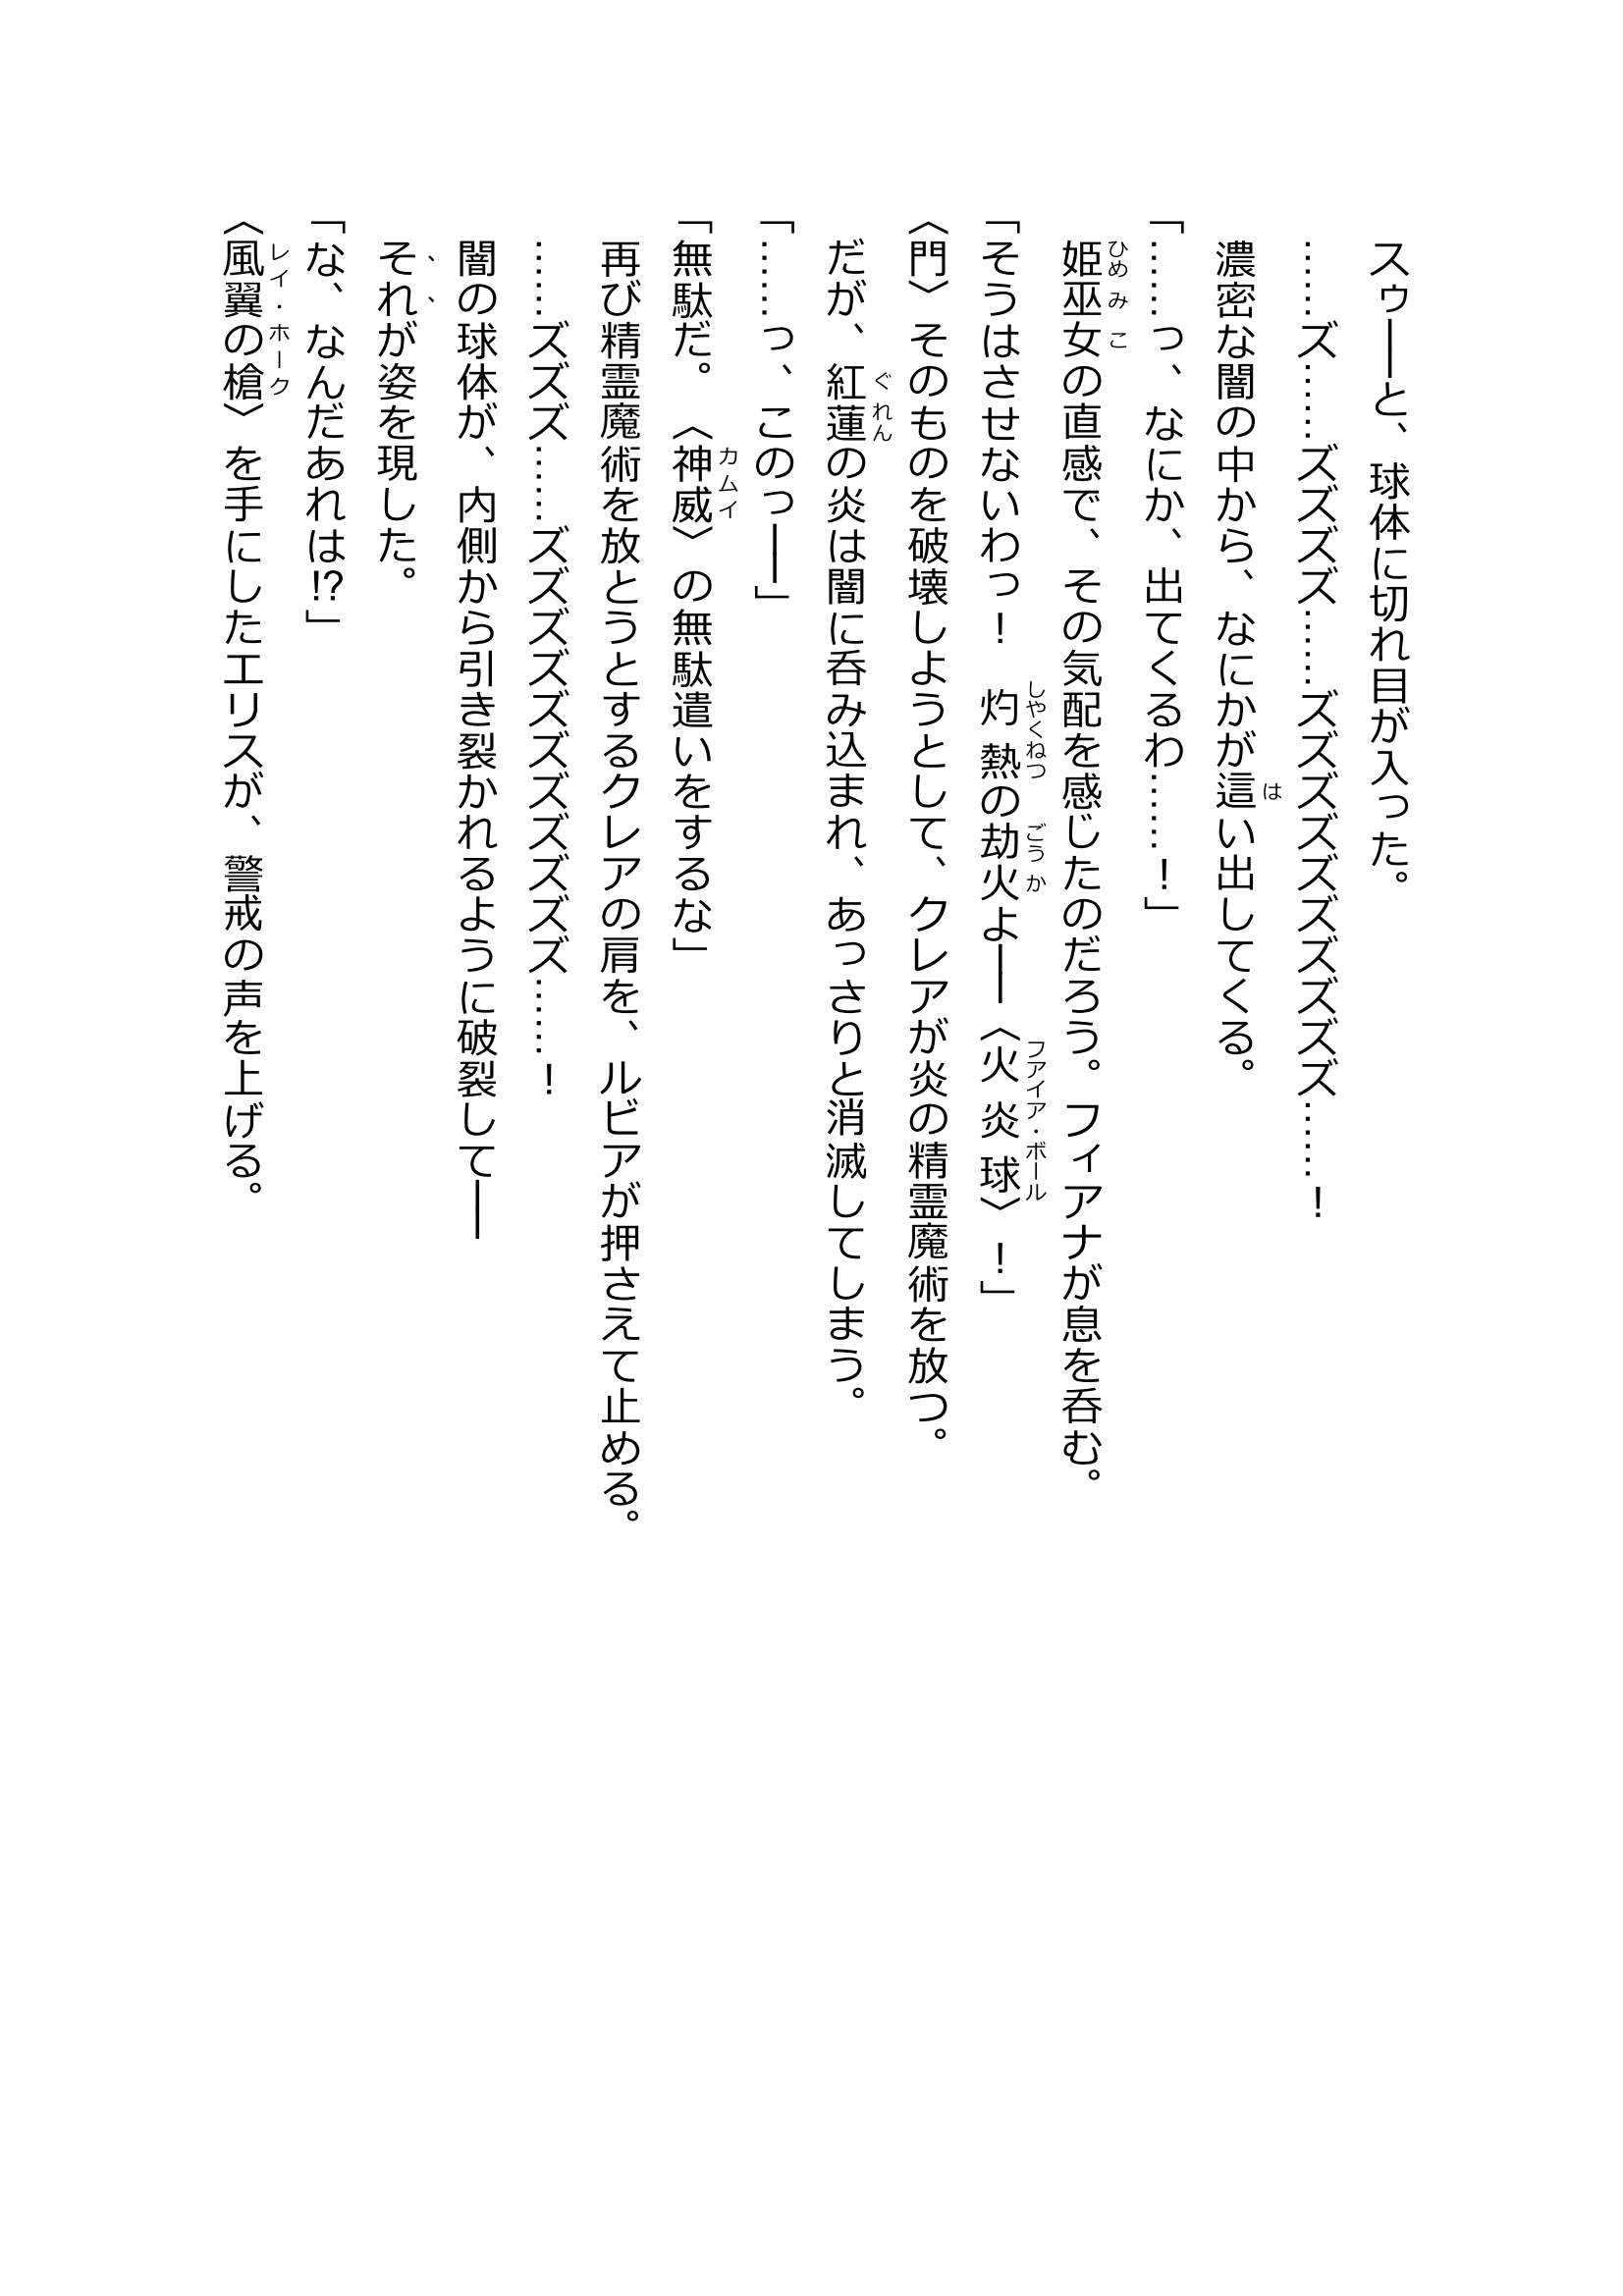 スゥ――と、球体に切れ目が入った。
……ズ……ズズズズ……ズズズズズズズズズズ……！
濃密な闇の中から、なにかが這い出してくる。
「……っ、なにか、出てくるわ……！」
姫巫女の直感で、その気配を感じたのだろう。フィアナが息を呑む。
「そうはさせないわっ！　灼熱の劫火よ――〈火炎球〉！」
〈門〉そのものを破壊しようとして、クレアが炎の精霊魔術を放つ。
だが、紅蓮の炎は闇に呑み込まれ、あっさりと消滅してしまう。
「……っ、このっ――」
「無駄だ。〈神威〉の無駄遣いをするな」
再び精霊魔術を放とうとするクレアの肩を、ルビアが押さえて止める。
……ズズズ……ズズズズズズズズズズズ……！
闇の球体が、内側から引き裂かれるように破裂して――
それが姿を現した。
「な、なんだあれは!?」
〈風翼の槍〉を手にしたエリスが、警戒の声を上げる。